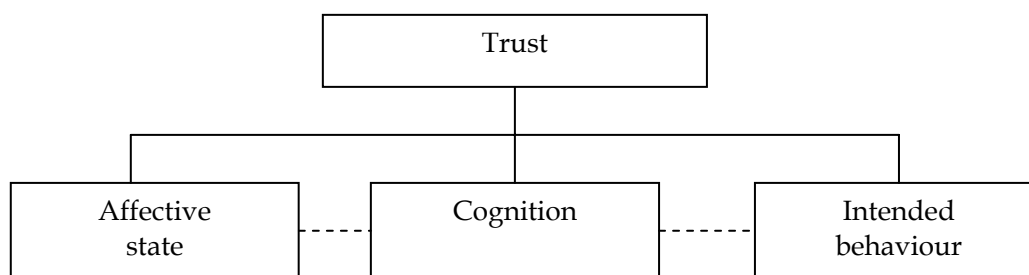 Trust
Affective
state
Cognition
Intended
behaviour